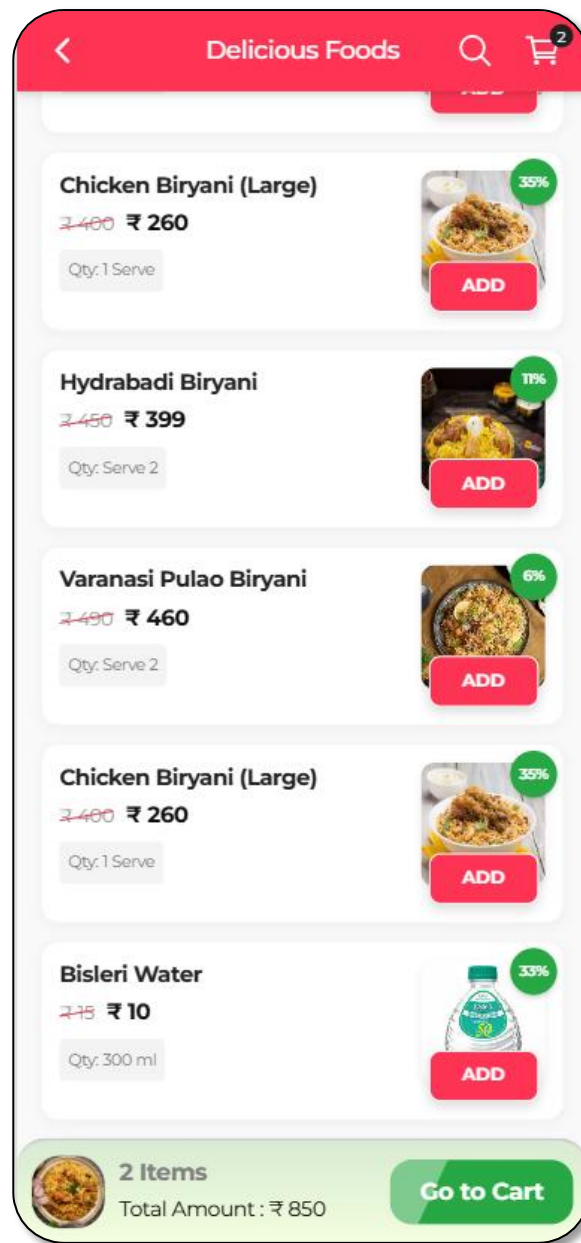 Delicious Foods
2
ADD
Chicken Biryani (Large)
35%
₹ 400 ₹ 260
Qty: 1 Serve
ADD
Hydrabadi Biryani
11%
₹ 450 ₹ 399
Qty: Serve 2
ADD
Varanasi Pulao Biryani
6%
₹ 490 ₹ 460
Qty: Serve 2
ADD
Chicken Biryani (Large)
35%
₹ 400 ₹ 260
Qty: 1 Serve
ADD
Bisleri Water
33%
₹ 15 ₹ 10
Qty: 300 ml
ADD
2 Items
Total Amount : ₹ 850
Go to Cart